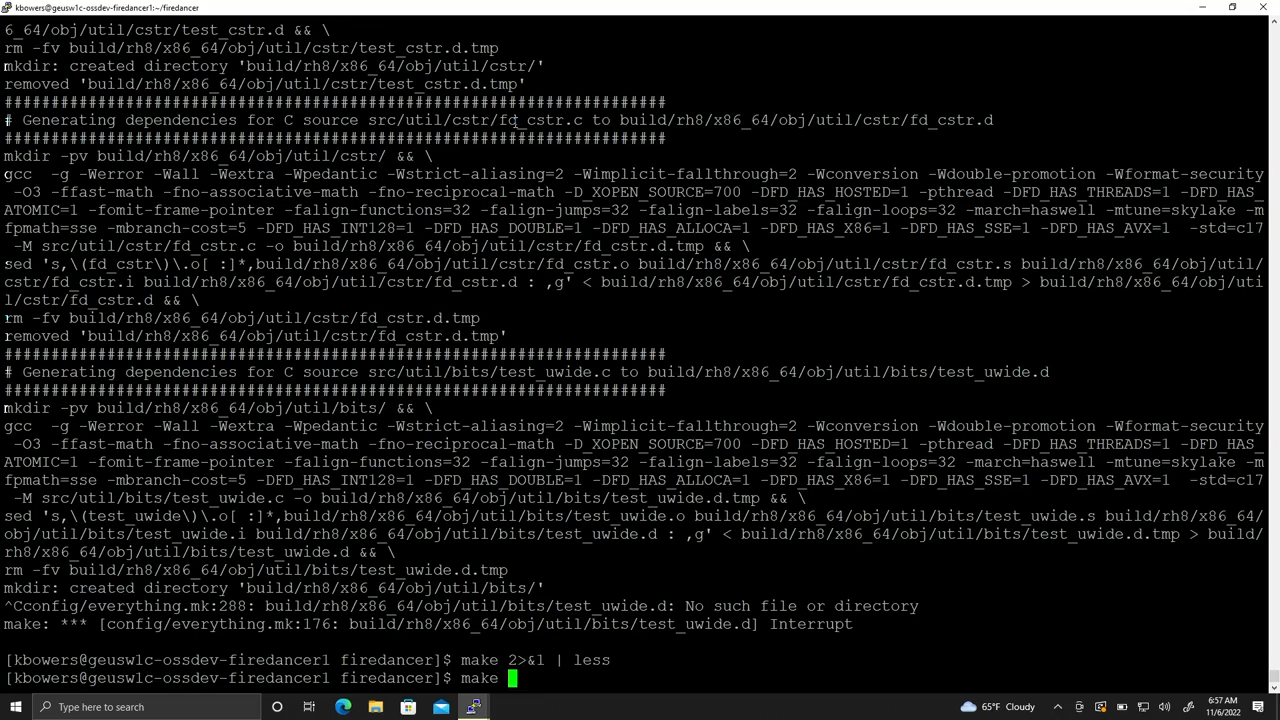 kbowers@geusw1c-ossdev-firedancer1:~/firedancer
6_64/obj/util/cstr/test_cstr.d && \
rm -fv build/rh8/x86_64/obj/util/cstr/test_cstr.d.tmp
mkdir: created directory 'build/rh8/x86_64/obj/util/cstr/'
removed 'build/rh8/x86_64/obj/util/cstr/test_cstr.d.tmp'
#######################################################################
# Generating dependencies for C source src/util/cstr/fd_cstr.c to build/rh8/x86_64/obj/util/cstr/fd_cstr.d
#######################################################################
mkdir -pv build/rh8/x86_64/obj/util/cstr/ && \
gcc  -g -Werror -Wall -Wextra -Wpedantic -Wstrict-aliasing=2 -Wimplicit-fallthrough=2 -Wconversion -Wdouble-promotion -Wformat-security
 -O3 -ffast-math -fno-associative-math -fno-reciprocal-math -D_XOPEN_SOURCE=700 -DFD_HAS_HOSTED=1 -pthread -DFD_HAS_THREADS=1 -DFD_HAS_
ATOMIC=1 -fomit-frame-pointer -falign-functions=32 -falign-jumps=32 -falign-labels=32 -falign-loops=32 -march=haswell -mtune=skylake -m
fpmath=sse -mbranch-cost=5 -DFD_HAS_INT128=1 -DFD_HAS_DOUBLE=1 -DFD_HAS_ALLOCA=1 -DFD_HAS_X86=1 -DFD_HAS_SSE=1 -DFD_HAS_AVX=1  -std=c17
 -M src/util/cstr/fd_cstr.c -o build/rh8/x86_64/obj/util/cstr/fd_cstr.d.tmp && \
sed 's,\(fd_cstr\)\.o[ :]*,build/rh8/x86_64/obj/util/cstr/fd_cstr.o build/rh8/x86_64/obj/util/cstr/fd_cstr.s build/rh8/x86_64/obj/util/
cstr/fd_cstr.i build/rh8/x86_64/obj/util/cstr/fd_cstr.d : ,g' < build/rh8/x86_64/obj/util/cstr/fd_cstr.d.tmp > build/rh8/x86_64/obj/uti
l/cstr/fd_cstr.d && \
rm -fv build/rh8/x86_64/obj/util/cstr/fd_cstr.d.tmp
removed 'build/rh8/x86_64/obj/util/cstr/fd_cstr.d.tmp'
#######################################################################
# Generating dependencies for C source src/util/bits/test_uwide.c to build/rh8/x86_64/obj/util/bits/test_uwide.d
#######################################################################
mkdir -pv build/rh8/x86_64/obj/util/bits/ && \
gcc  -g -Werror -Wall -Wextra -Wpedantic -Wstrict-aliasing=2 -Wimplicit-fallthrough=2 -Wconversion -Wdouble-promotion -Wformat-security
 -O3 -ffast-math -fno-associative-math -fno-reciprocal-math -D_XOPEN_SOURCE=700 -DFD_HAS_HOSTED=1 -pthread -DFD_HAS_THREADS=1 -DFD_HAS_
ATOMIC=1 -fomit-frame-pointer -falign-functions=32 -falign-jumps=32 -falign-labels=32 -falign-loops=32 -march=haswell -mtune=skylake -m
fpmath=sse -mbranch-cost=5 -DFD_HAS_INT128=1 -DFD_HAS_DOUBLE=1 -DFD_HAS_ALLOCA=1 -DFD_HAS_X86=1 -DFD_HAS_SSE=1 -DFD_HAS_AVX=1  -std=c17
 -M src/util/bits/test_uwide.c -o build/rh8/x86_64/obj/util/bits/test_uwide.d.tmp && \
sed 's,\(test_uwide\)\.o[ :]*,build/rh8/x86_64/obj/util/bits/test_uwide.o build/rh8/x86_64/obj/util/bits/test_uwide.s build/rh8/x86_64/
obj/util/bits/test_uwide.i build/rh8/x86_64/obj/util/bits/test_uwide.d : ,g' < build/rh8/x86_64/obj/util/bits/test_uwide.d.tmp > build/
rh8/x86_64/obj/util/bits/test_uwide.d && \
rm -fv build/rh8/x86_64/obj/util/bits/test_uwide.d.tmp
mkdir: created directory 'build/rh8/x86_64/obj/util/bits/'
^Cconfig/everything.mk:288: build/rh8/x86_64/obj/util/bits/test_uwide.d: No such file or directory
make: *** [config/everything.mk:176: build/rh8/x86_64/obj/util/bits/test_uwide.d] Interrupt
[kbowers@geusw1c-ossdev-firedancer1 firedancer]$ make 2>&1 | less
[kbowers@geusw1c-ossdev-firedancer1 firedancer]$ make
Type here to search
65°F Cloudy
6:57 AM
11/6/2022